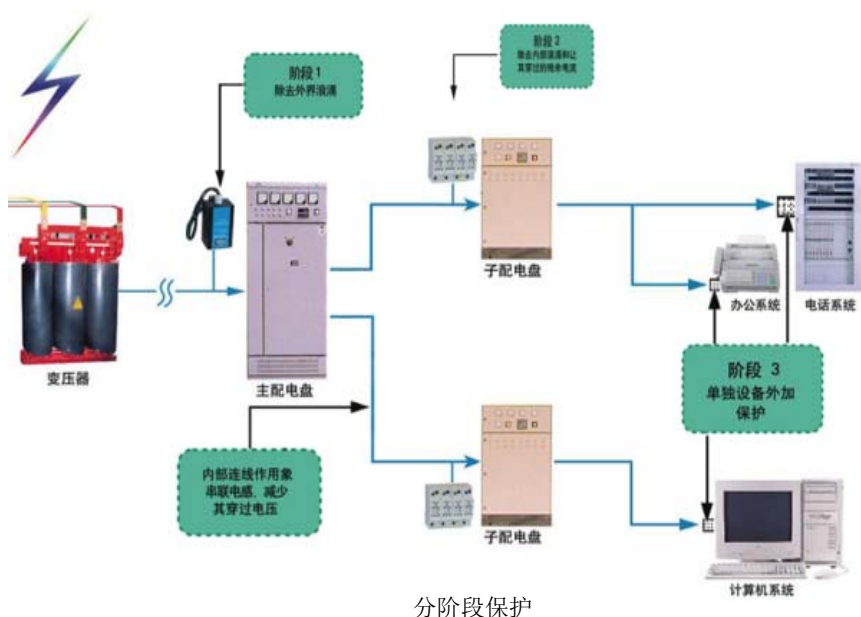 阶段 1
除去外界浪涌
阶段 2
除去内部浪涌和让
其穿过的残余电流
子配电盘
办公系统
电话系统
变压器
主配电盘
阶段 3
单独设备外加
保护
内部连线作用象
串联电感，减少
其穿过电压
子配电盘
计算机系统
分阶段保护